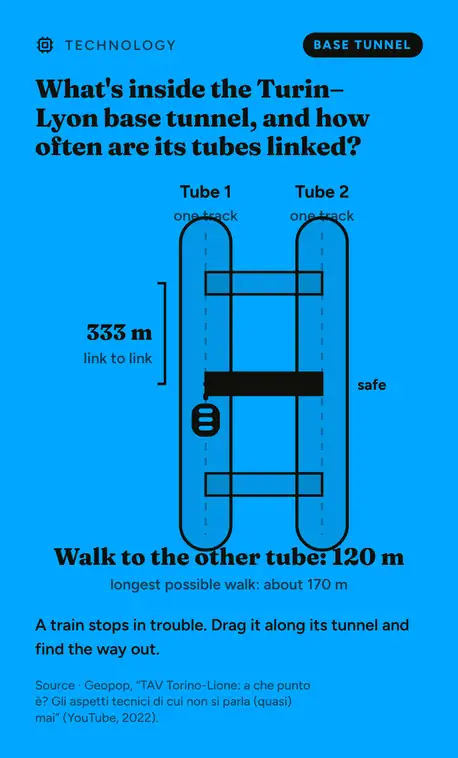 TECHNOLOGY
BASE TUNNEL
What's inside the Turin–
Lyon base tunnel, and how
often are its tubes linked?
Tube 1
Tube 2
one track
one track
333 m
link to link
safe
Walk to the other tube: 120 m
longest possible walk: about 170 m
A train stops in trouble. Drag it along its tunnel and
find the way out.
Source · Geopop, “TAV Torino-Lione: a che punto
è? Gli aspetti tecnici di cui non si parla (quasi)
mai” (YouTube, 2022).